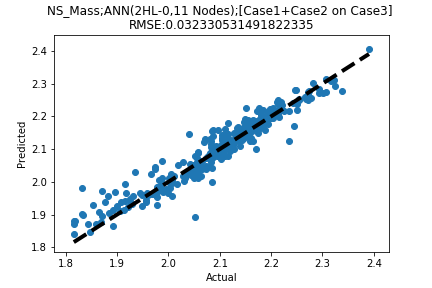 NS_Mass;ANN(2HL-0,11 Nodes);[Case1+Case2 on Case3]
RMSE:0.032330531491822335
2.4
2.3
2.2
2.1
2.0
1.9
1.8
Predicted
1.8 1.9 2.0 2.1 2.2 2.3 2.4
Actual